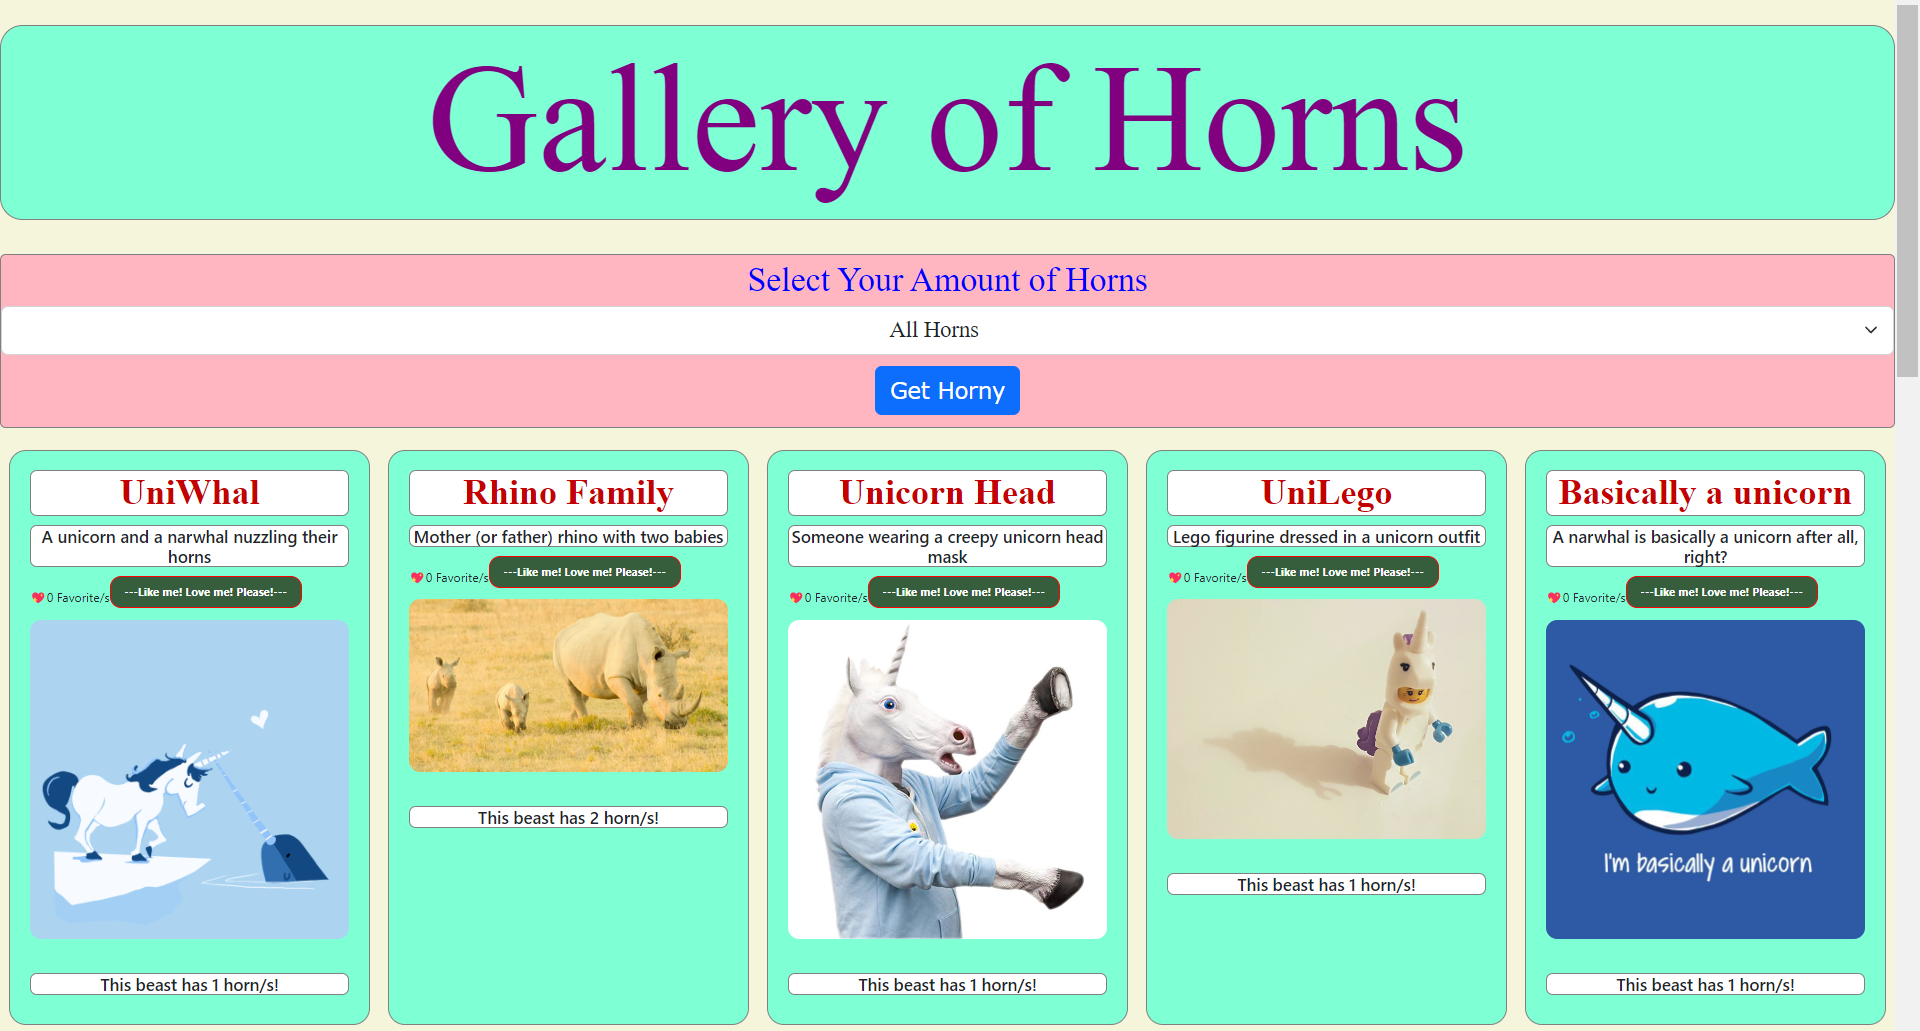 Gallery of Horns
Select Your Amount of Horns
All Horns
Get Horny
UniWhal
A unicorn and a narwhal nuzzling their
horns
0 Favorite/s
---Like me! Love me! Please!---
This beast has 1 horn/s!
Rhino Family
Mother (or father) rhino with two babies
0 Favorite/s
---Like me! Love me! Please!---
This beast has 2 horn/s!
Unicorn Head
Someone wearing a creepy unicorn head
mask
0 Favorite/s
---Like me! Love me! Please!---
This beast has 1 horn/s!
UniLego
Lego figurine dressed in a unicorn outfit
0 Favorite/s
---Like me! Love me! Please!---
This beast has 1 horn/s!
Basically a unicorn
A narwhal is basically a unicorn after all,
right?
0 Favorite/s
---Like me! Love me! Please!---
I'm basically a unicorn
This beast has 1 horn/s!